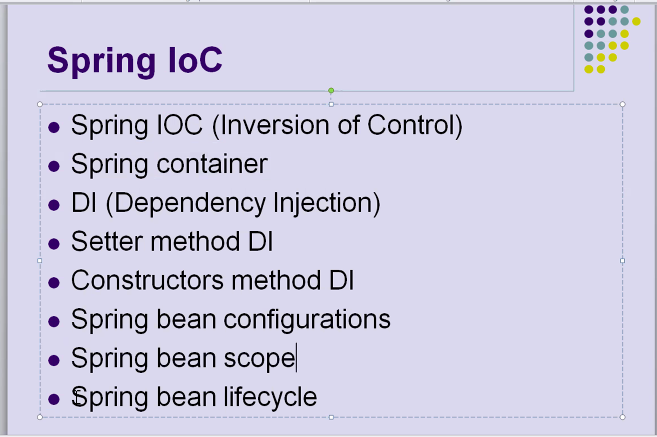 Spring IoC
Spring IOC (Inversion of Control)
Spring container
DI (Dependency Injection)
Setter method DI
Constructors method DI
Spring bean configurations
Spring bean scope
Spring bean lifecycle